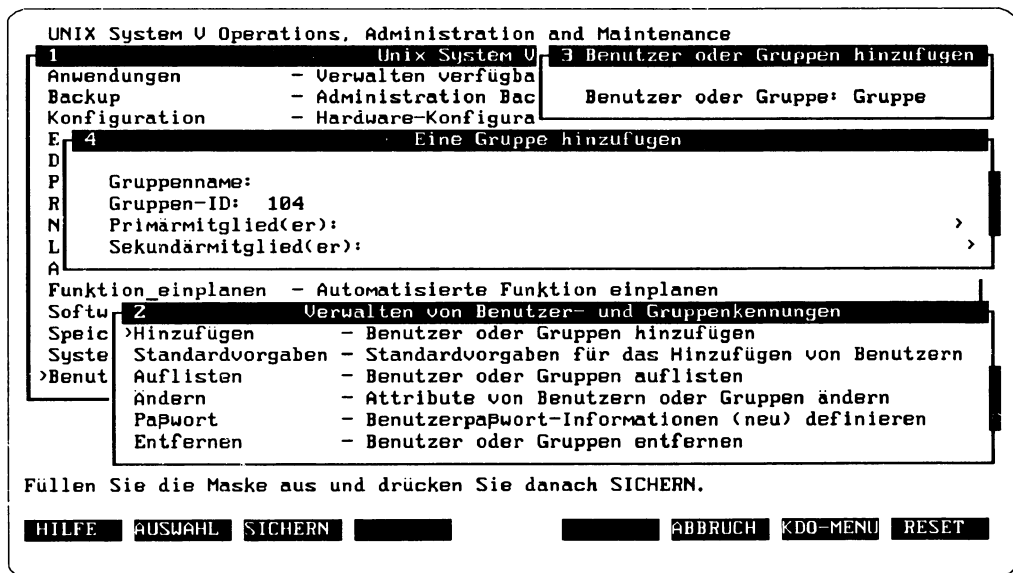 UNIX System V Operations, Administration and Maintenance
1 Unix System V
3 Benutzer oder Gruppen hinzufügen
Anwendungen - Verwalten verfügba
Backup - Administration Bac
Benutzer oder Gruppe: Gruppe
Konfiguration - Hardware-Konfigura
E
4 Eine Gruppe hinzufügen
D
P Gruppenname:
R Gruppen-ID: 104
N Primärmitglied(er): >
L Sekundärmitglied(er): >
A
Funktion_einplanen - Automatisierte Funktion einplanen
Softw
2 Verwalten von Benutzer- und Gruppenkennungen
Speic >Hinzufügen - Benutzer oder Gruppen hinzufügen
Syste Standardvorgaben - Standardvorgaben für das Hinzufügen von Benutzern
>Benut Auflisten - Benutzer oder Gruppen auflisten
Ändern - Attribute von Benutzern oder Gruppen ändern
Paßwort - Benutzerpaßwort-Informationen (neu) definieren
Entfernen - Benutzer oder Gruppen entfernen
Füllen Sie die Maske aus und drücken Sie danach SICHERN.
HILFE AUSWAHL SICHERN ABBRUCH KDO-MENU RESET